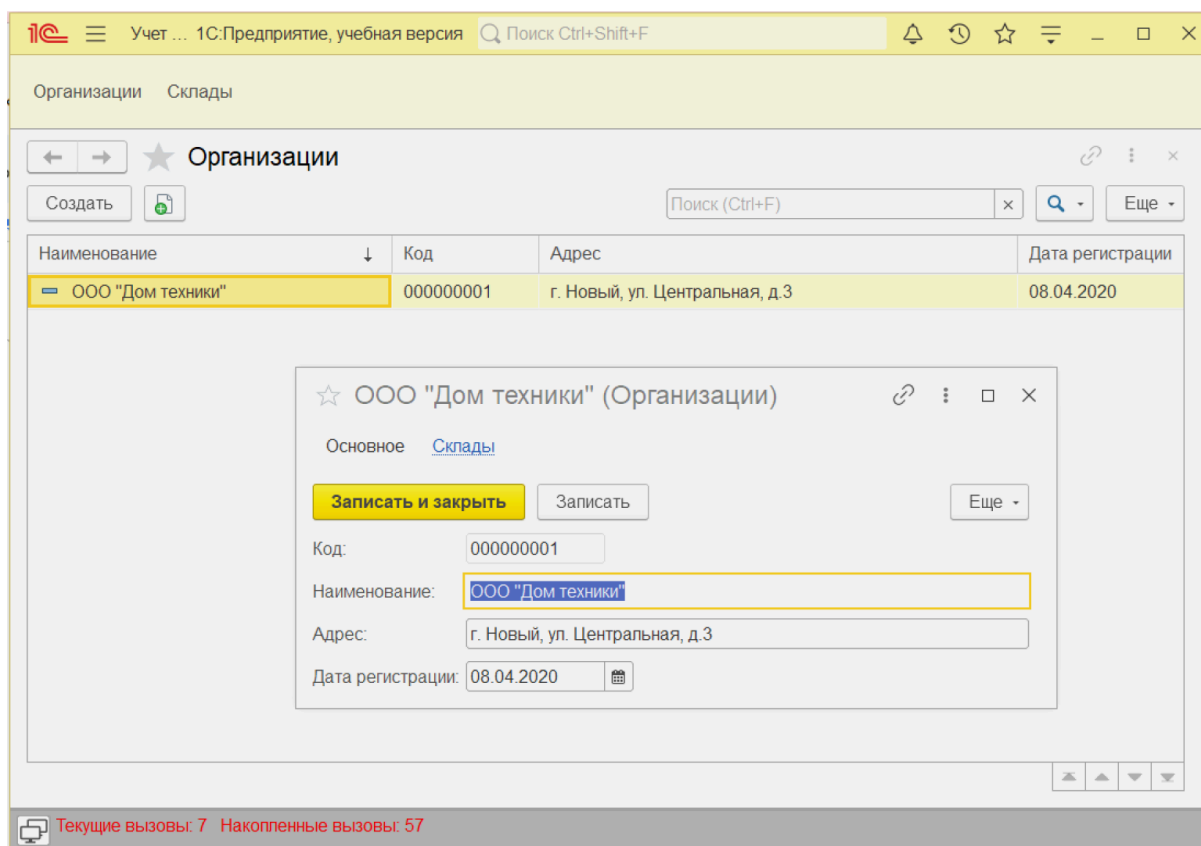 1С Учет ... 1С:Предприятие, учебная версия Поиск Ctrl+Shift+F
Организации Склады
Организации
Создать Поиск (Ctrl+F) Еще
Наименование Код Адрес Дата регистрации
ООО "Дом техники" 000000001 г. Новый, ул. Центральная, д.3 08.04.2020
ООО "Дом техники" (Организации)
Основное Склады
Записать и закрыть Записать Еще
Код: 000000001
Наименование: ООО "Дом техники"
Адрес: г. Новый, ул. Центральная, д.3
Дата регистрации: 08.04.2020
Текущие вызовы: 7 Накопленные вызовы: 57